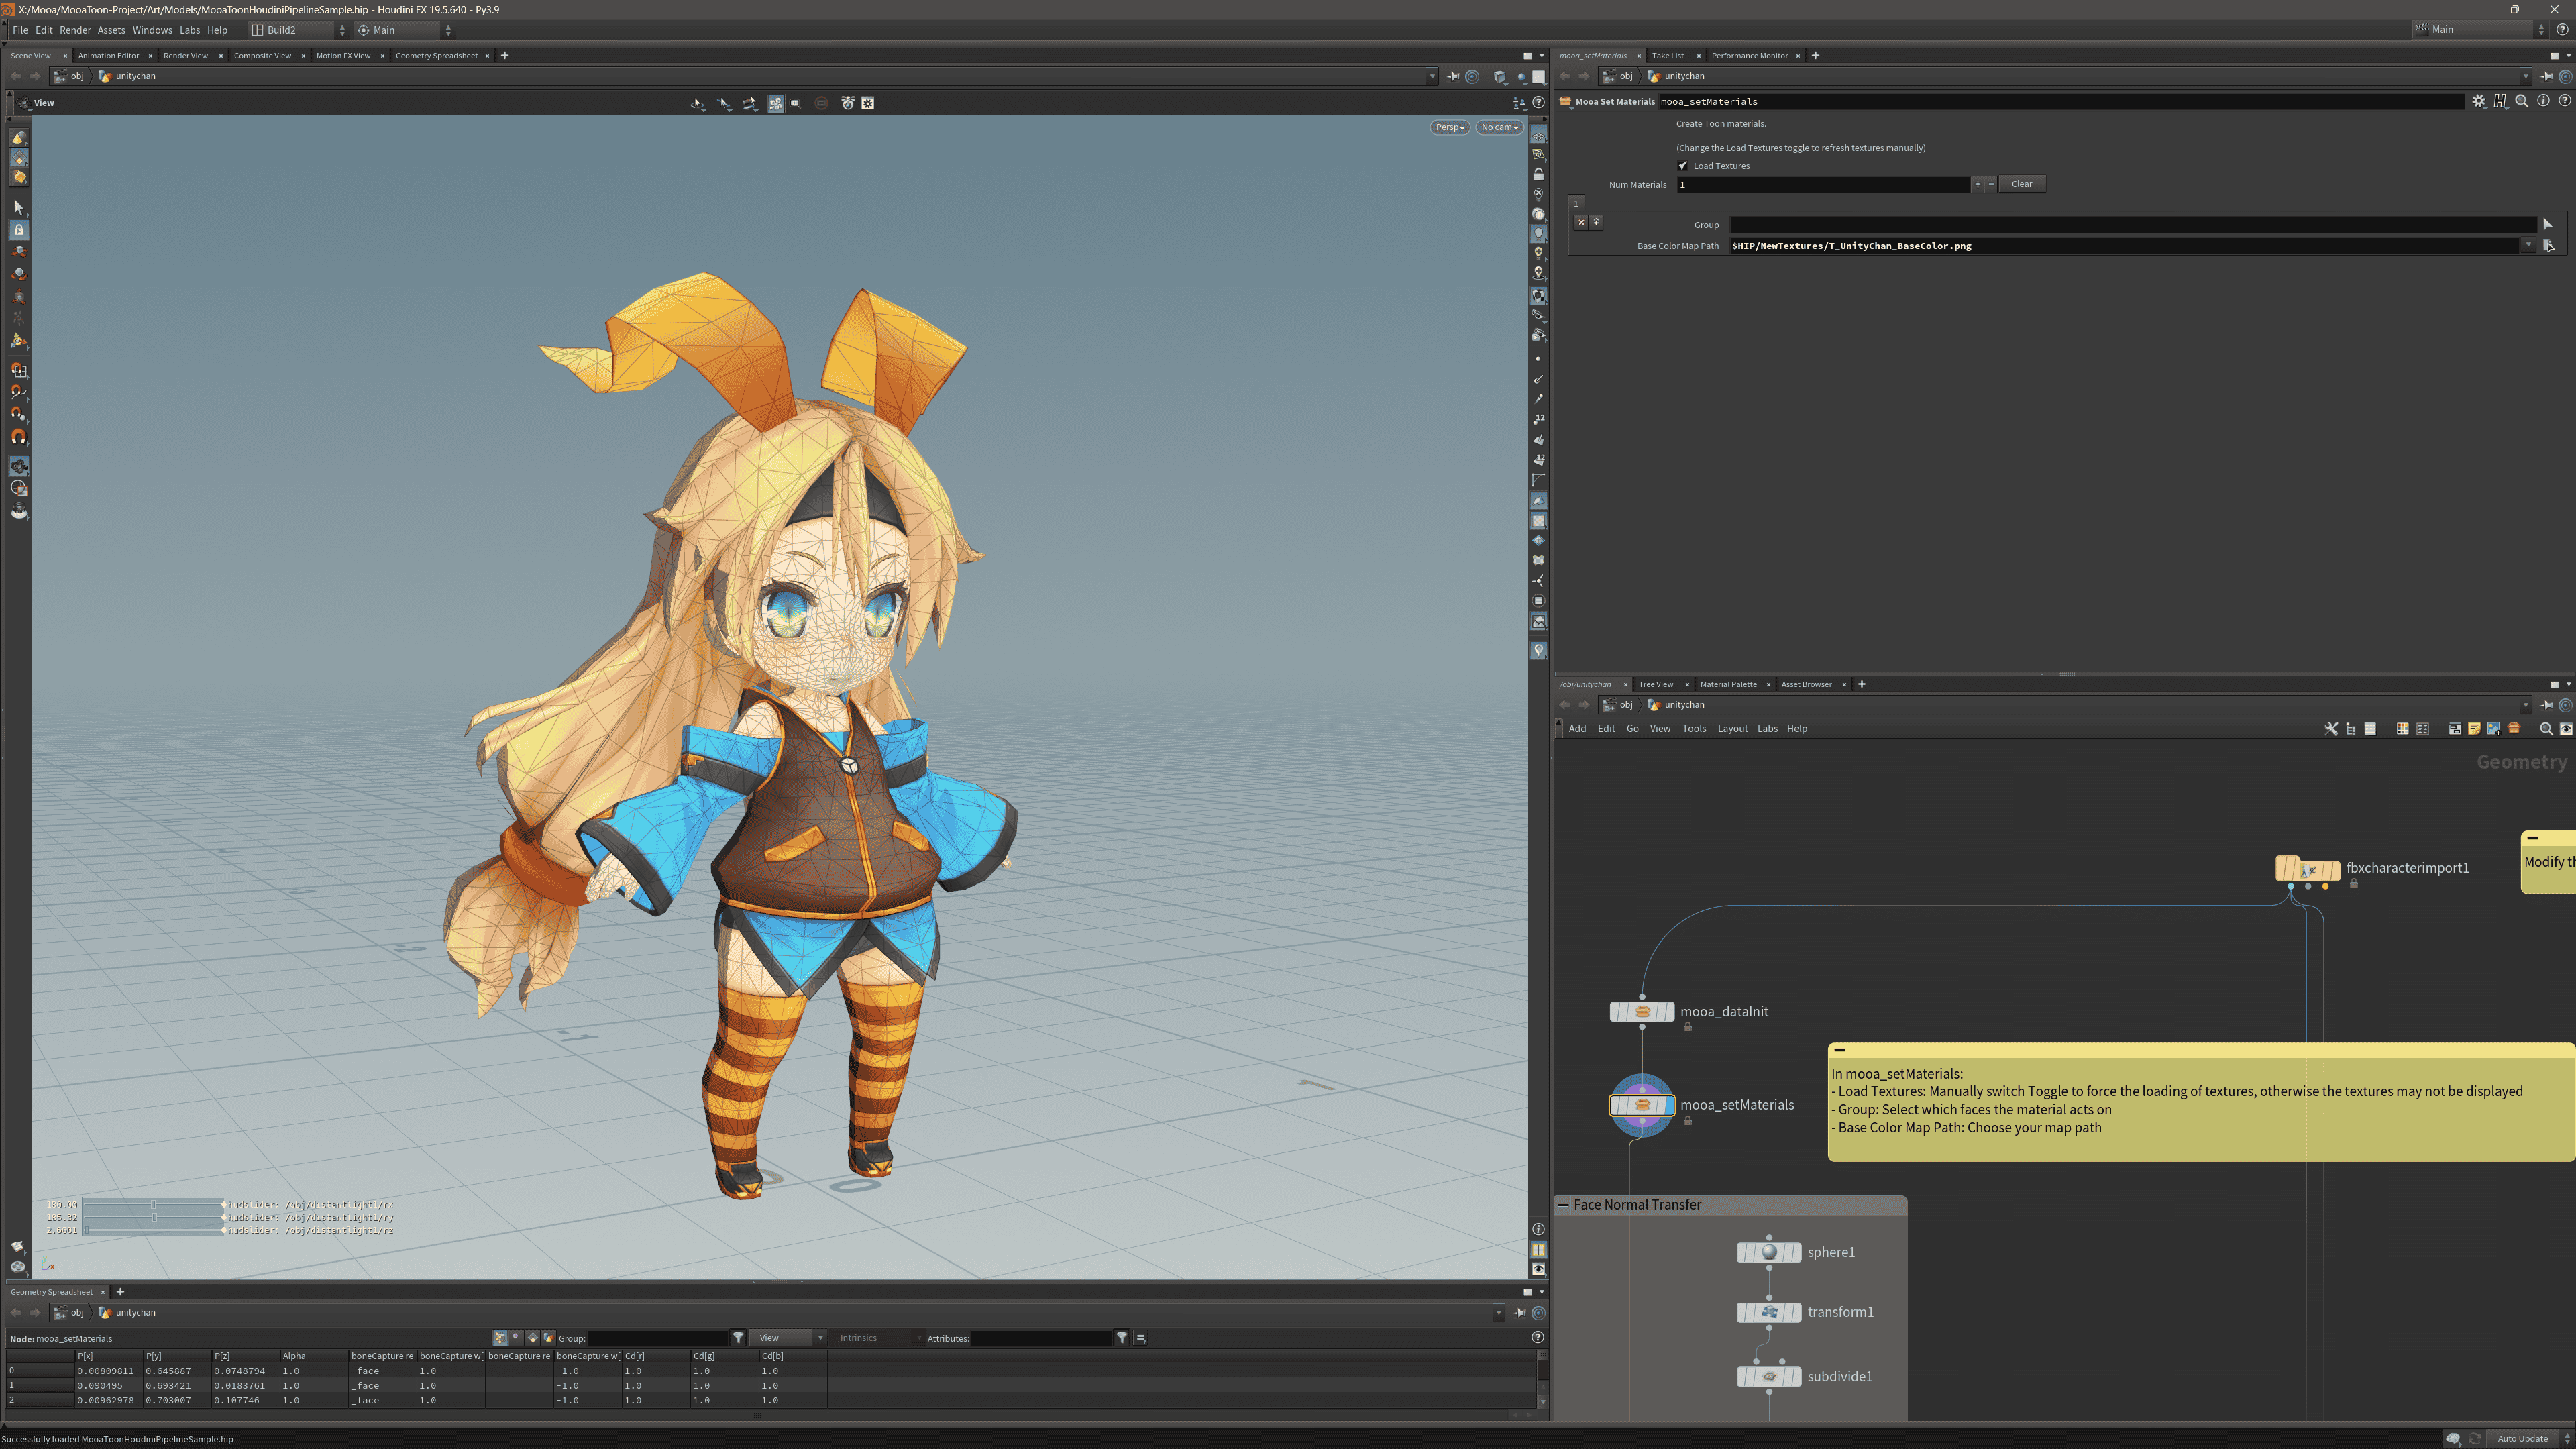 X:/Mooa/MooaToon-Project/Art/Models/MooaToonHoudiniPipelineSample.hip - Houdini FX 19.5.640 - Py3.9
File Edit Render Assets Windows Labs Help Build2 Main
Main
Scene View Animation Editor Render View Composite View Motion FX View Geometry Spreadsheet
obj unitychan
View
Persp No cam
12
12
180.00 hudslider: /obj/distantlight1/rx
185.32 hudslider: /obj/distantlight1/ry
2.6601 hudslider: /obj/distantlight1/rz
Geometry Spreadsheet
obj unitychan
Node: mooa_setMaterials Group: View Intrinsics Attributes:
P[x] P[y] P[z] Alpha boneCapture re boneCapture w[ boneCapture re boneCapture w[ Cd[r] Cd[g] Cd[b]
0 0.00809811 0.645887 0.0748794 1.0 _face 1.0 -1.0 1.0 1.0 1.0
1 0.090495 0.693421 0.0183761 1.0 _face 1.0 -1.0 1.0 1.0 1.0
2 0.00962978 0.703007 0.107746 1.0 _face 1.0 -1.0 1.0 1.0 1.0
Successfully loaded MooaToonHoudiniPipelineSample.hip
mooa_setMaterials Take List Performance Monitor
obj unitychan
Mooa Set Materials mooa_setMaterials
Create Toon materials.
(Change the Load Textures toggle to refresh textures manually)
Load Textures
Num Materials 1 Clear
1
Group
Base Color Map Path $HIP/NewTextures/T_UnityChan_BaseColor.png
/obj/unitychan Tree View Material Palette Asset Browser
obj unitychan
Add Edit Go View Tools Layout Labs Help
Geometry
fbxcharacterimport1
Modify th
mooa_dataInit
mooa_setMaterials
In mooa_setMaterials:
- Load Textures: Manually switch Toggle to force the loading of textures, otherwise the textures may not be displayed
- Group: Select which faces the material acts on
- Base Color Map Path: Choose your map path
Face Normal Transfer
sphere1
transform1
subdivide1
Auto Update